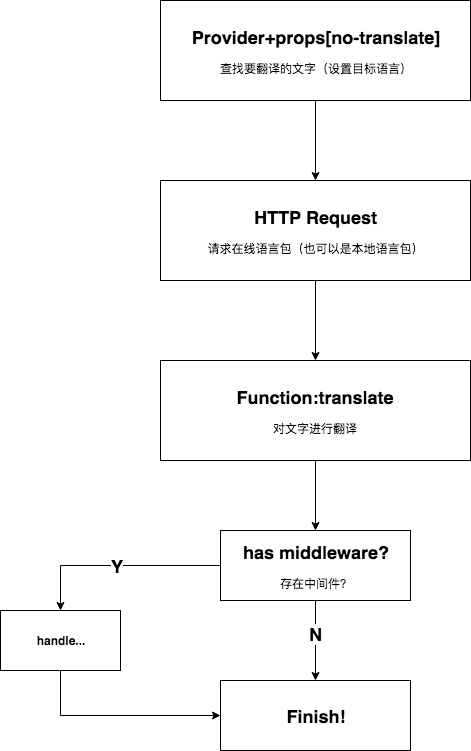 Provider+props[no-translate]
查找要翻译的文字（设置目标语言）
HTTP Request
请求在线语言包（也可以是本地语言包）
Function:translate
对文字进行翻译
has middleware?
存在中间件？
Y
N
handle...
Finish!